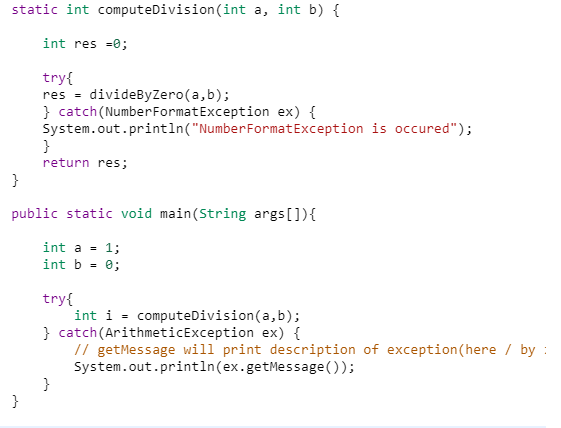 static int computeDivision(int a, int b) {
int res =0;
try{
res = divideByZero(a,b);
} catch(NumberFormatException ex) {
System.out.println("NumberFormatException is occured");
}
return res;
}
public static void main(String args[]){
int a = 1;
int b = 0;
try{
int i = computeDivision(a,b);
} catch(ArithmeticException ex) {
// getMessage will print description of exception(here / by
System.out.println(ex.getMessage());
}
}